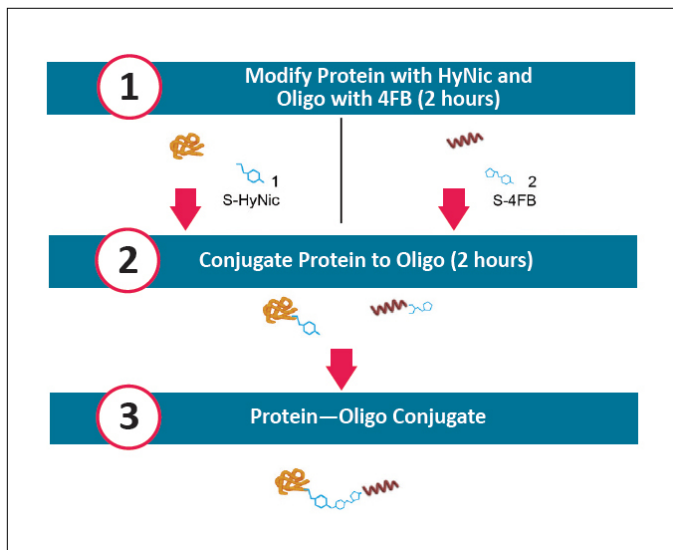 1
Modify Protein with HyNic and
Oligo with 4FB (2 hours)
1
S-HyNic
2
S-4FB
2
Conjugate Protein to Oligo (2 hours)
3
Protein—Oligo Conjugate